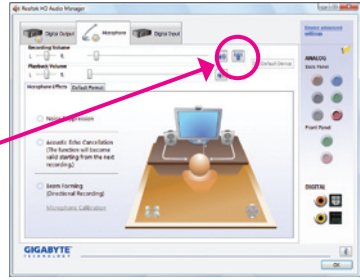 Realtek HD Audio Manager
Digital Output
Microphone
Digital Input
Device advanced
settings
Recording Volume
L
R
Set Default Device
Playback Volume
L
R
Microphone Effects
Default Format
Noise Suppression
Acoustic Echo Cancellation
(The function will become
valid starting from the next
recording)
Beam Forming
(Directional Recording)
Microphone Calibration
ANALOG
Back Panel
Front Panel
DIGITAL
GIGABYTE
TECHNOLOGY
OK